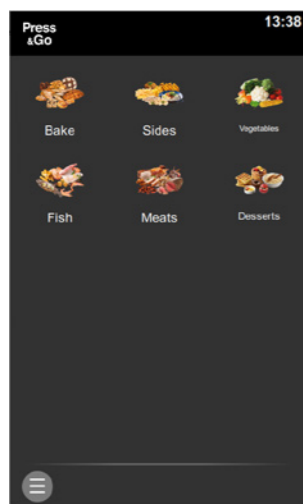 Press
&Go
13:38
Bake
Sides
Vegetables
Fish
Meats
Desserts